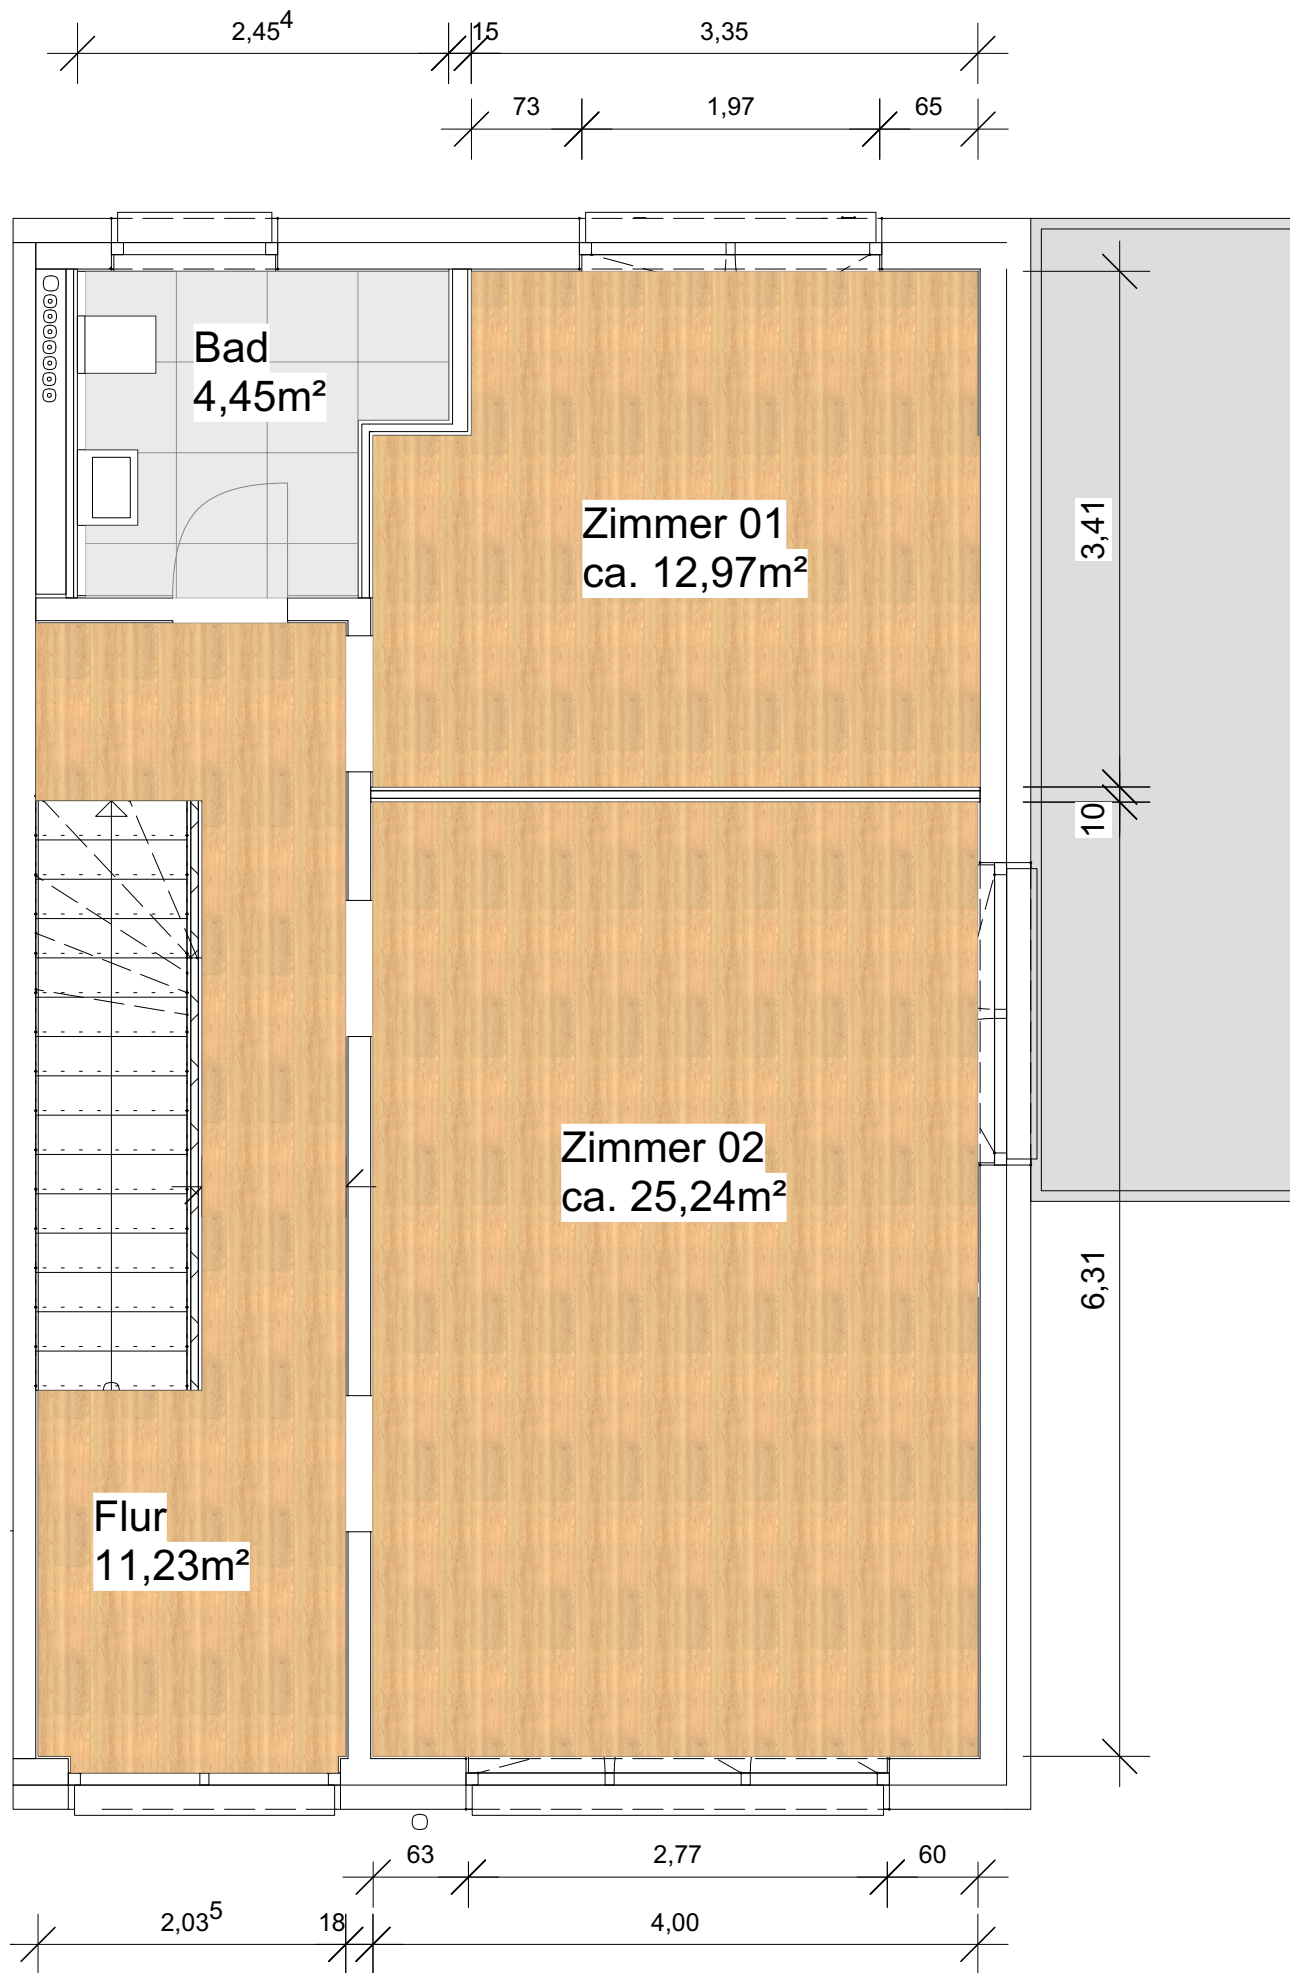 2,45⁴ 15 3,35
73 1,97 65
Bad
4,45m²
Zimmer 01
ca. 12,97m²
3,41
10
Zimmer 02
ca. 25,24m²
6,31
Flur
11,23m²
63 2,77 60
2,03⁵ 18 4,00